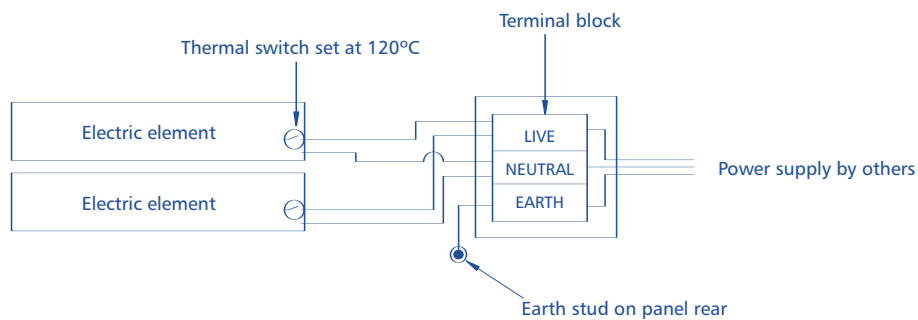 Terminal block
Thermal switch set at 120ºC
Electric element
LIVE
NEUTRAL
Power supply by others
Electric element
EARTH
Earth stud on panel rear